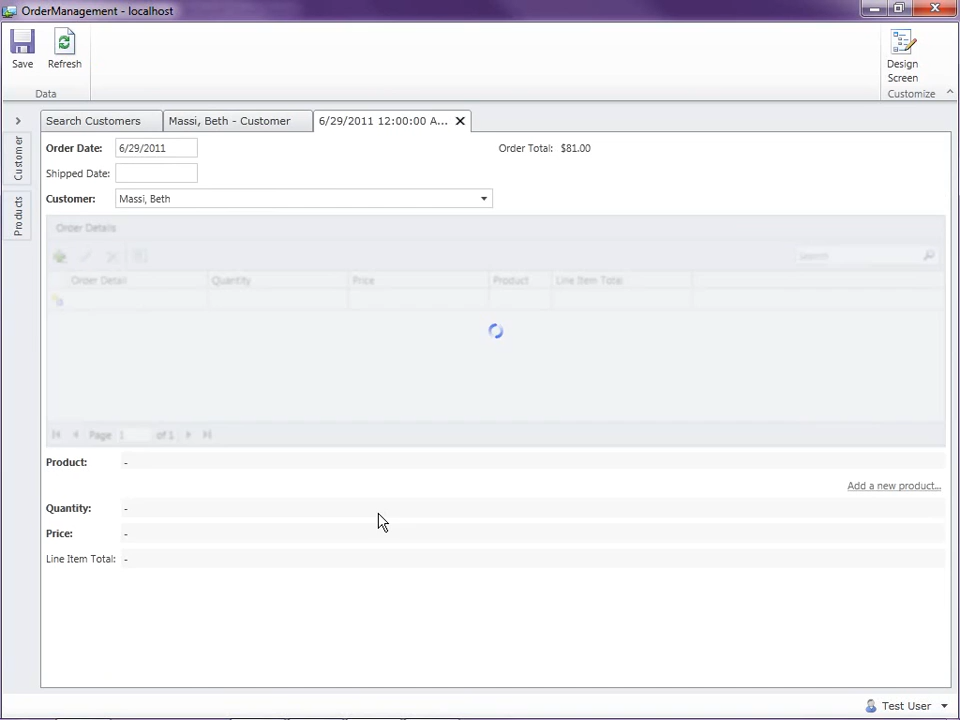 OrderManagement - localhost
Save
Refresh
Data
Design
Screen
Customize
Search Customers
Massi, Beth - Customer
6/29/2011 12:00:00 A...
Customer
Products
Order Date: 6/29/2011
Order Total: $81.00
Shipped Date:
Customer: Massi, Beth
Order Details
Search
Order Detail Quantity Price Product Line Item Total
Page 1 of 1
Product: -
Add a new product...
Quantity: -
Price: -
Line Item Total: -
Test User